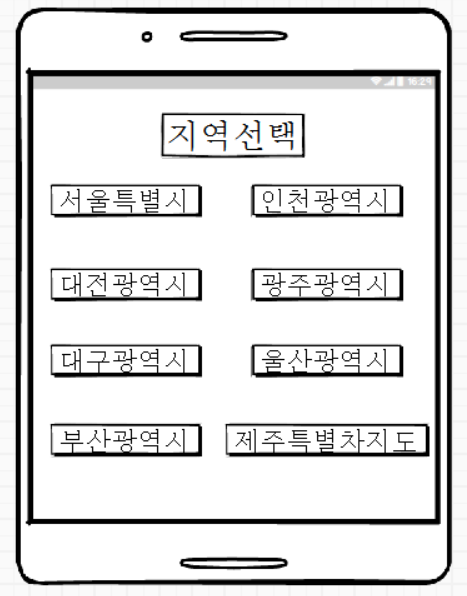 16:24
지역선택
서울특별시 인천광역시
대전광역시 광주광역시
대구광역시 울산광역시
부산광역시 제주특별차지도